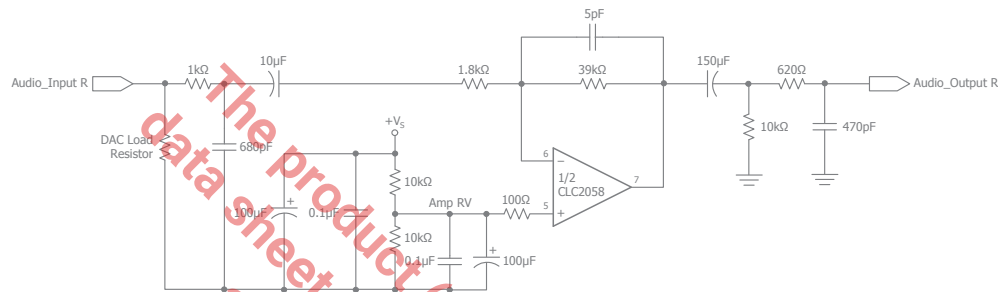 5pF
Audio_Input R
1kΩ
10µF
1.8kΩ
39kΩ
150µF
620Ω
Audio_Output R
DAC Load
Resistor
680pF
+VS
10kΩ
6
1/2
CLC2058
7
5
10kΩ
470pF
100µF
0.1µF
10kΩ
Amp RV
100Ω
0.1µF
100µF
The product
data sheet